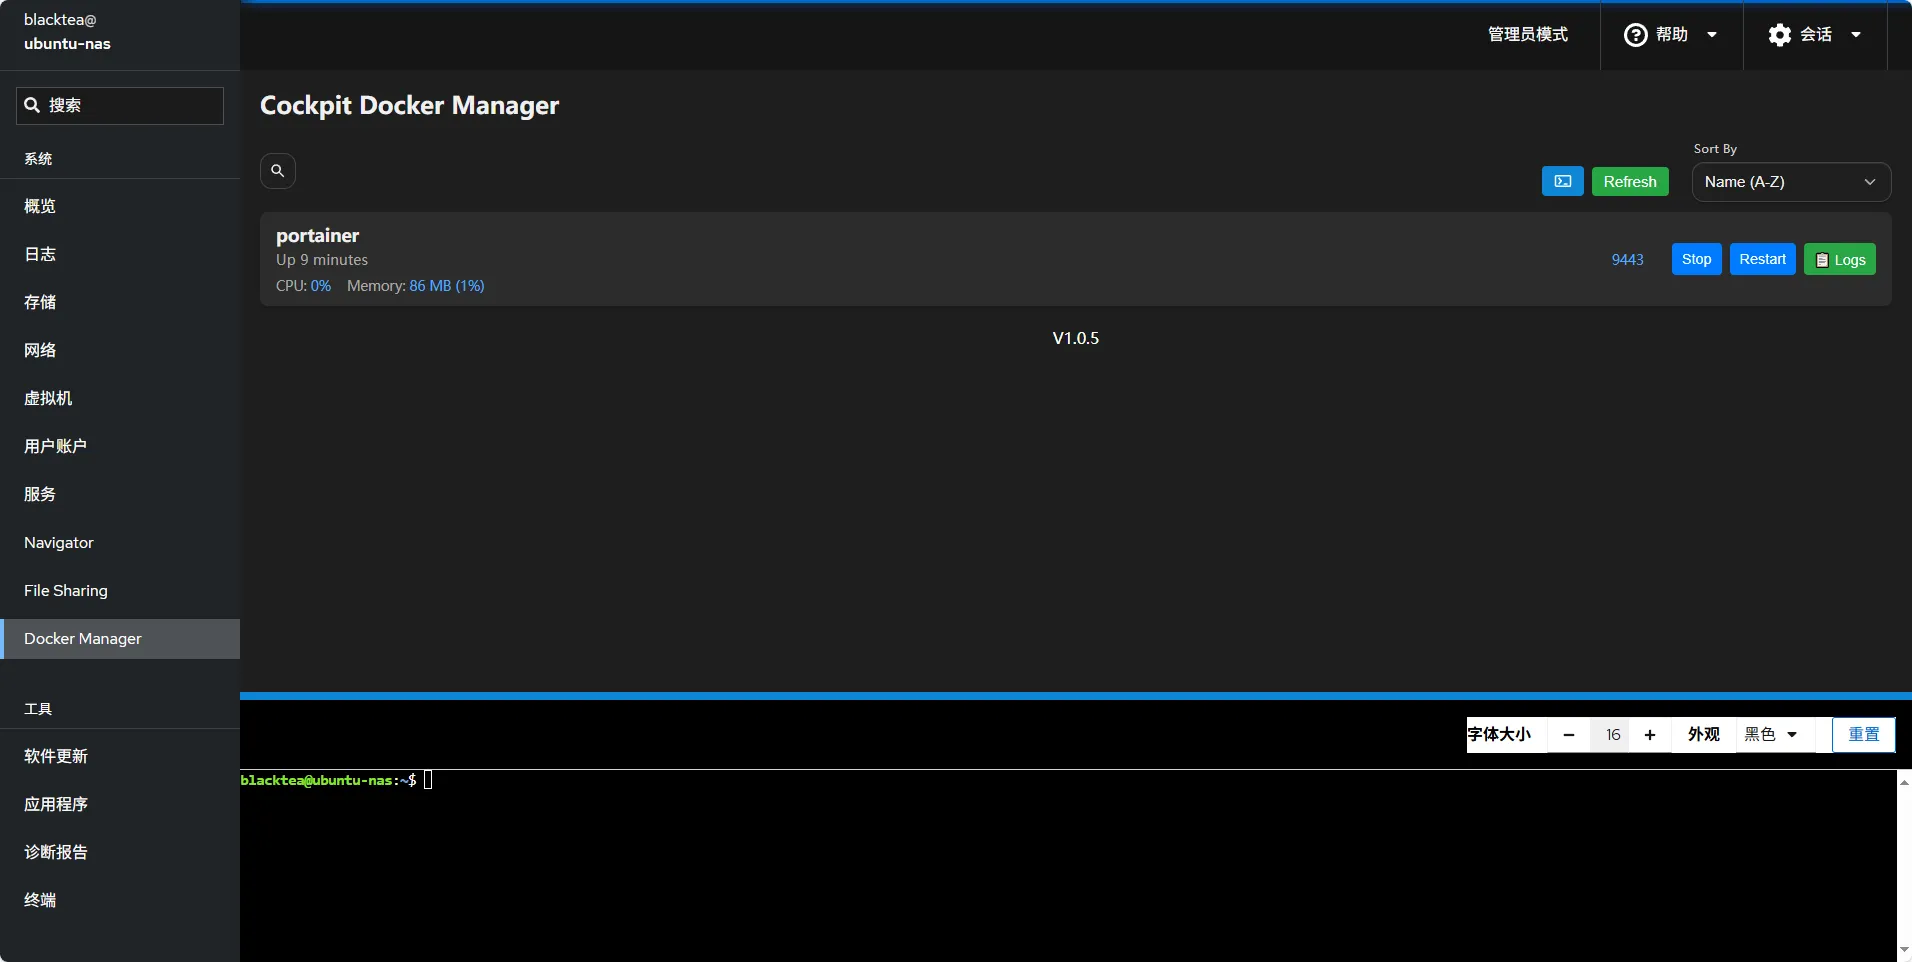 blacktea@
ubuntu-nas
管理员模式
帮助
会话
搜索
系统
概览
日志
存储
网络
虚拟机
用户账户
服务
Navigator
File Sharing
Docker Manager
工具
软件更新
应用程序
诊断报告
终端
Cockpit Docker Manager
Sort By
Refresh
Name (A-Z)
portainer
Up 9 minutes
CPU: 0% Memory: 86 MB (1%)
9443
Stop
Restart
Logs
V1.0.5
字体大小 − 16 + 外观 黑色 重置
blacktea@ubuntu-nas:~$